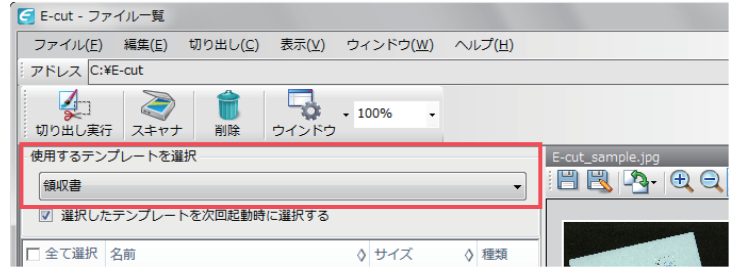 E-cut - ファイル一覧
ファイル(F) 編集(E) 切り出し(C) 表示(V) ウィンドウ(W) ヘルプ(H)
アドレス C:¥E-cut
切り出し実行 スキャナ 削除 ウインドウ 100%
使用するテンプレートを選択
E-cut_sample.jpg
領収書
選択したテンプレートを次回起動時に選択する
全て選択 名前 サイズ 種類